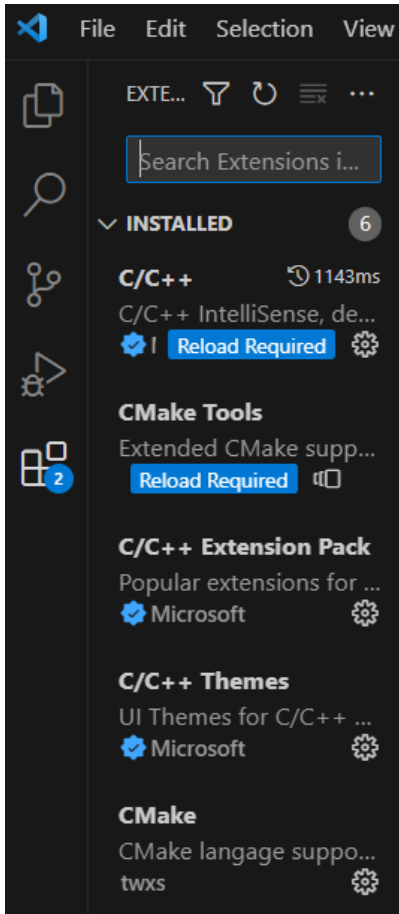 File Edit Selection View
EXTE...
Search Extensions i...
INSTALLED 6
C/C++ 1143ms
C/C++ IntelliSense, de...
Reload Required
CMake Tools
Extended CMake supp...
Reload Required
2
C/C++ Extension Pack
Popular extensions for ...
Microsoft
C/C++ Themes
UI Themes for C/C++ ...
Microsoft
CMake
CMake langage suppo...
twxs